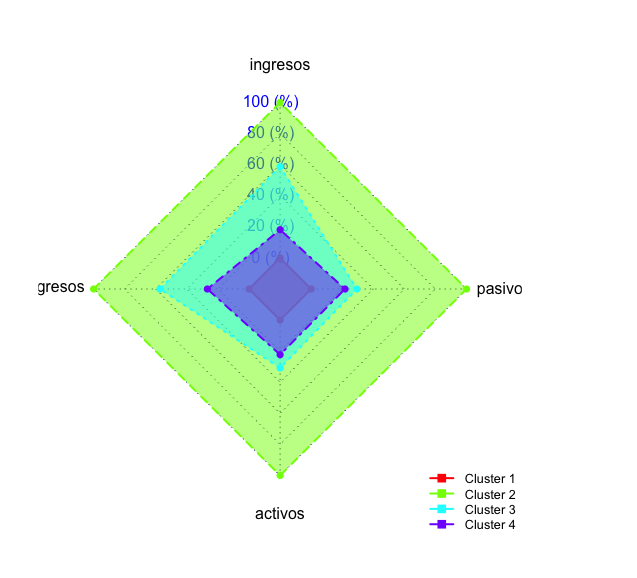 ingresos
100 (%)
80 (%)
60 (%)
40 (%)
20 (%)
0 (%)
gresos
pasivo
activos
Cluster 1
Cluster 2
Cluster 3
Cluster 4